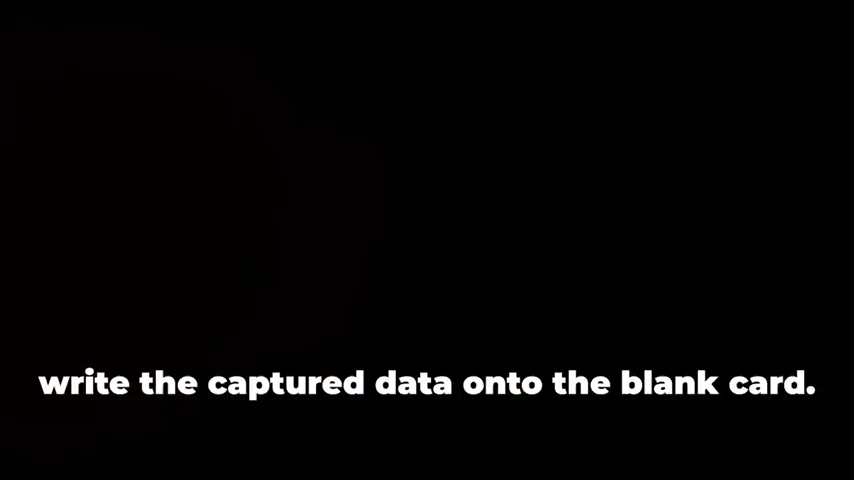 write the captured data onto the blank card.